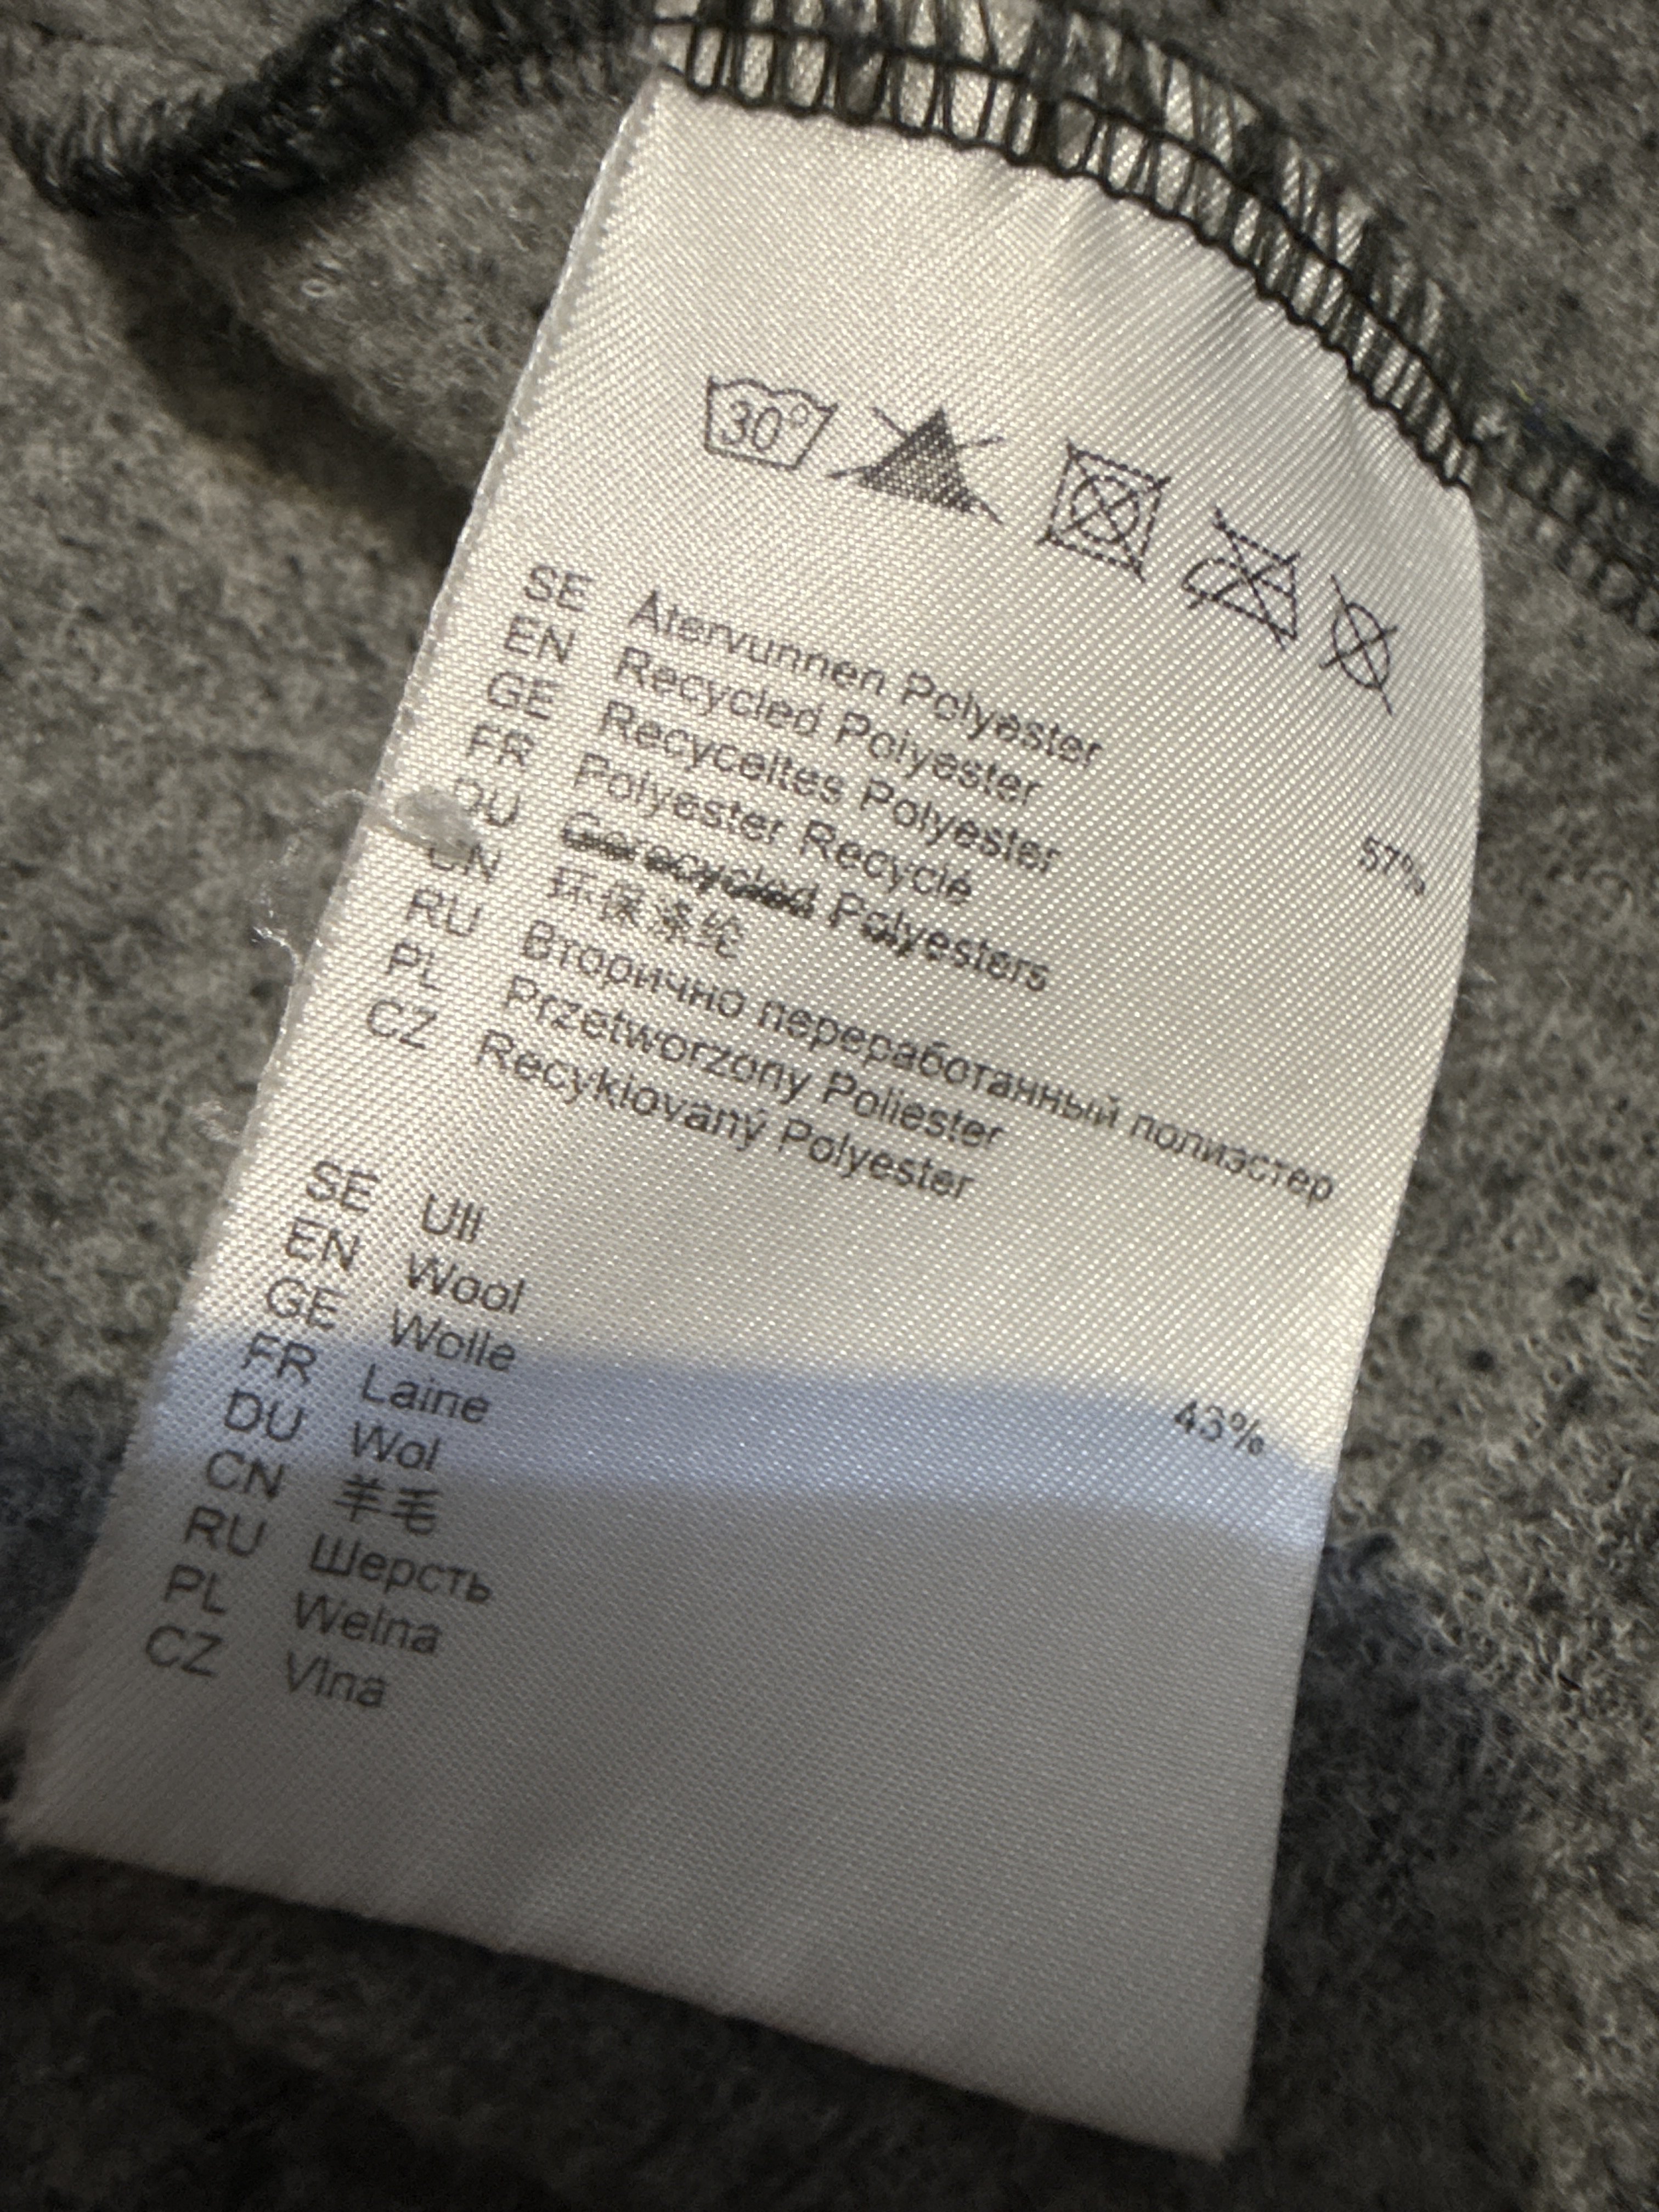 30°
SE Återvunnen Polyester
EN Recycled Polyester
GE Recyceltes Polyester
FR Polyester Recyclé 57%
DU Gerecycled Polyesters
CN 环保涤纶
RU Вторично переработанный полиэстер
PL Przetworzony Poliester
CZ Recyklovaný Polyester
SE Ull
EN Wool
GE Wolle
FR Laine
DU Wol 43%
CN 羊毛
RU Шерсть
PL Wełna
CZ Vlna